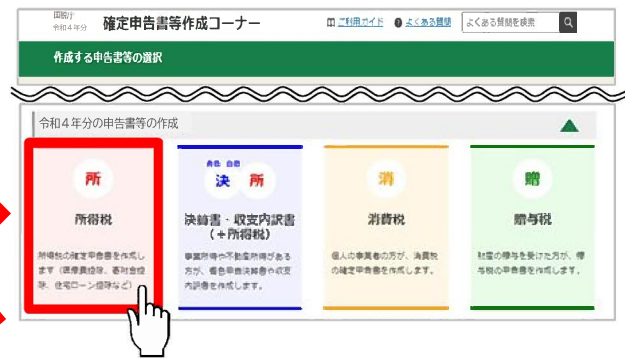 国税庁
令和4年分
確定申告書等作成コーナー
ご利用ガイド
よくある質問
よくある質問を検索
作成する申告書等の選択
令和4年分の申告書等の作成
所
所得税
所得税の確定申告書を作成し
ます(医療費控除、寄附金控
除、住宅ローン控除など)
青色 白色
決 所
決算書・収支内訳書
(+所得税)
事業所得や不動産所得がある
方が、青色申告決算書や収支
内訳書を作成します。
消
消費税
個人の事業者の方が、消費税
の確定申告書を作成します。
贈
贈与税
財産の贈与を受けた方が、贈
与税の申告書を作成します。